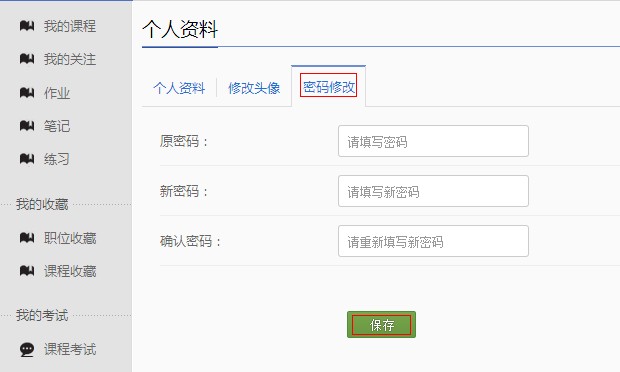 我的课程
我的关注
作业
笔记
练习
我的收藏
职位收藏
课程收藏
我的考试
课程考试
个人资料
个人资料 修改头像 密码修改
原密码： 请填写密码
新密码： 请填写新密码
确认密码： 请重新填写新密码
保存